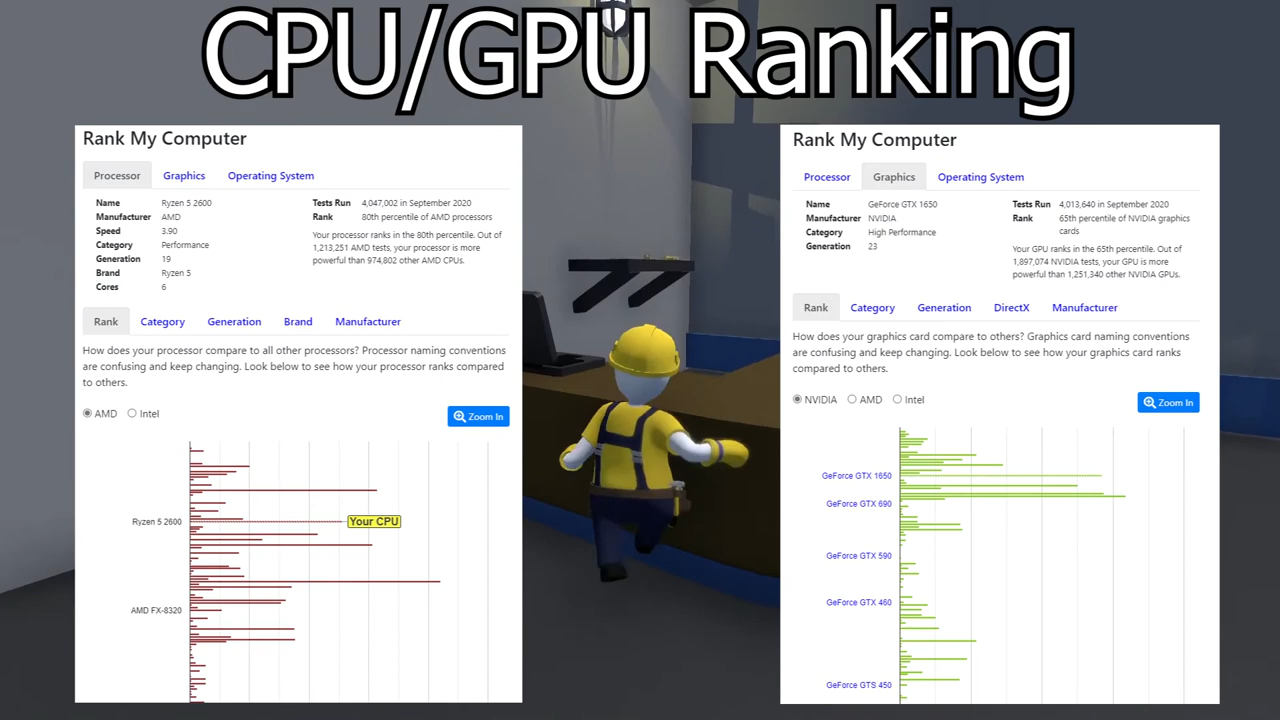 CPU/GPU Ranking
Rank My Computer
Processor Graphics Operating System
Name Ryzen 5 2600
Manufacturer AMD
Speed 3.90
Category Performance
Generation 19
Brand Ryzen 5
Cores 6
Tests Run 4,047,002 in September 2020
Rank 80th percentile of AMD processors
Your processor ranks in the 80th percentile. Out of
1,213,251 AMD tests, your processor is more
powerful than 974,802 other AMD CPUs.
Rank Category Generation Brand Manufacturer
How does your processor compare to all other processors? Processor naming conventions
are confusing and keep changing. Look below to see how your processor ranks compared
to others.
AMD Intel
Zoom In
Ryzen 5 2600
Your CPU
AMD FX-8320
Rank My Computer
Processor Graphics Operating System
Name GeForce GTX 1650
Manufacturer NVIDIA
Category High Performance
Generation 23
Tests Run 4,013,640 in September 2020
Rank 65th percentile of NVIDIA graphics
cards
Your GPU ranks in the 65th percentile. Out of
1,897,074 NVIDIA tests, your GPU is more
powerful than 1,251,340 other NVIDIA GPUs.
Rank Category Generation DirectX Manufacturer
How does your graphics card compare to others? Graphics card naming conventions
are confusing and keep changing. Look below to see how your graphics card ranks
compared to others.
NVIDIA AMD Intel
Zoom In
GeForce GTX 1650
GeForce GTX 690
GeForce GTX 590
GeForce GTX 460
GeForce GTS 450